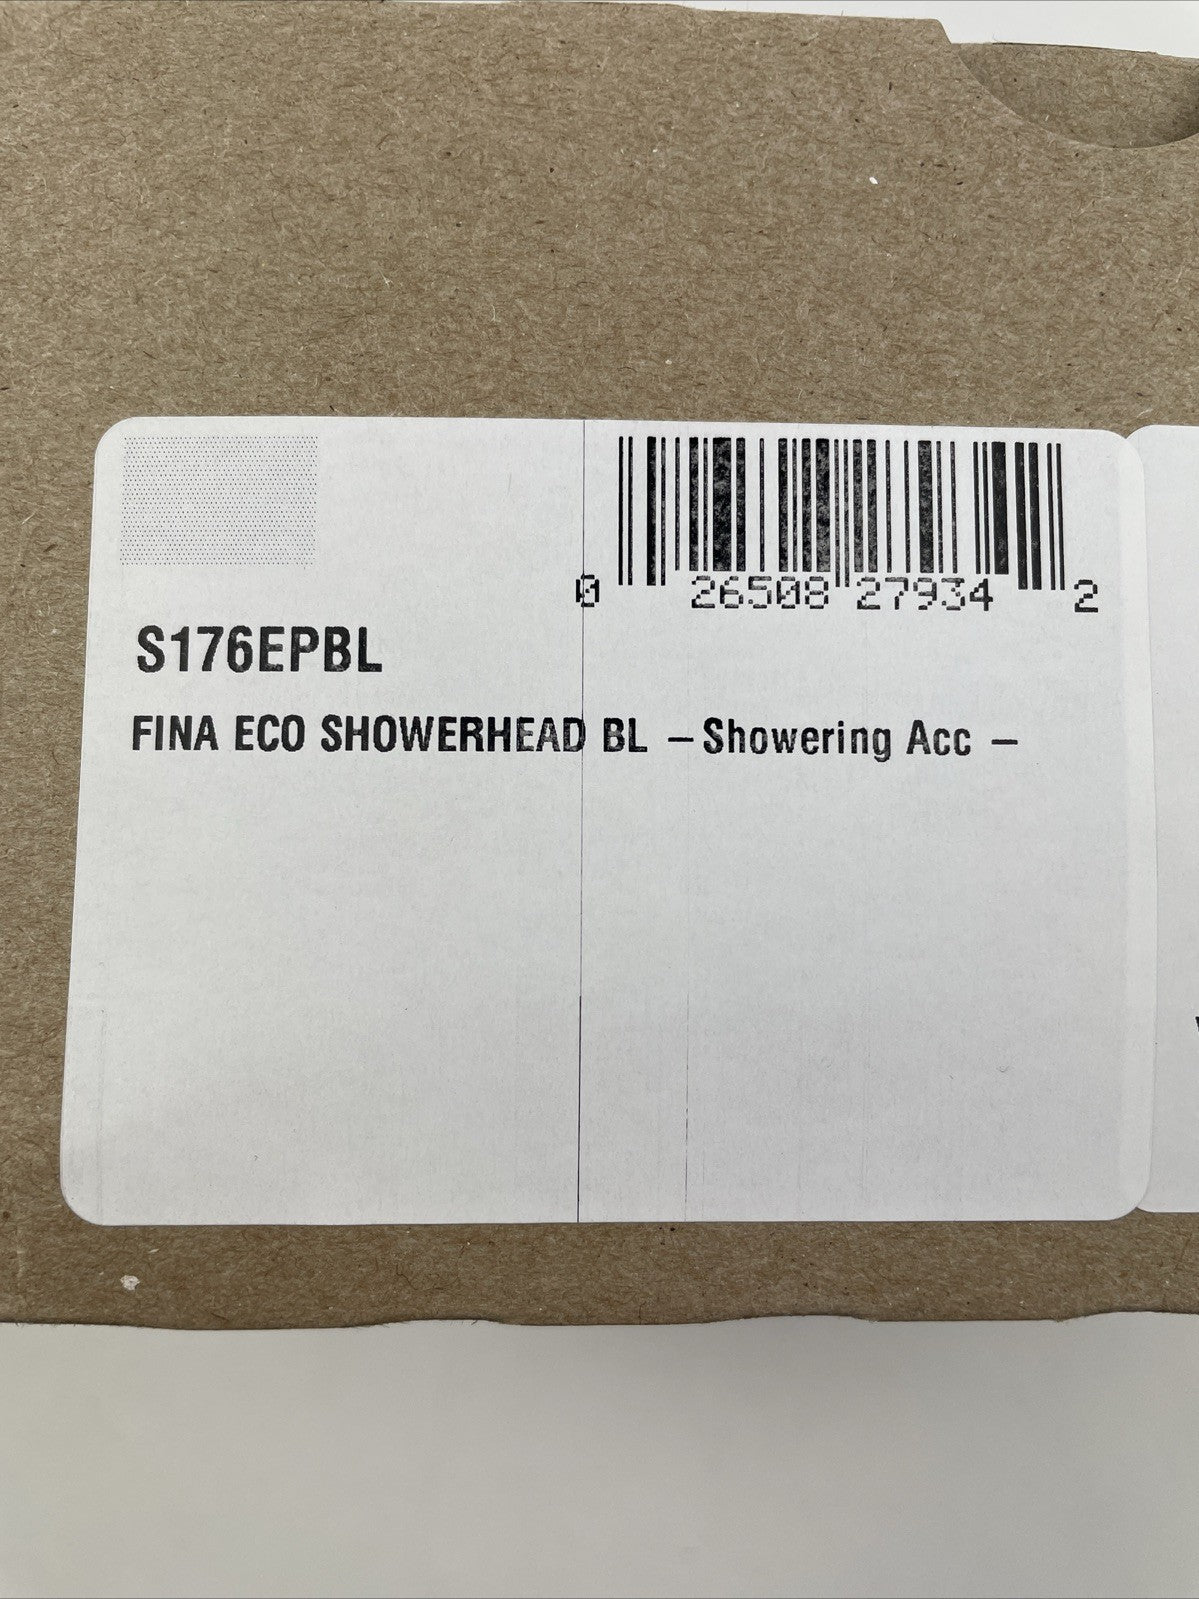 0 26508 27934 2
S176EPBL
FINA ECO SHOWERHEAD BL – Showering Acc –